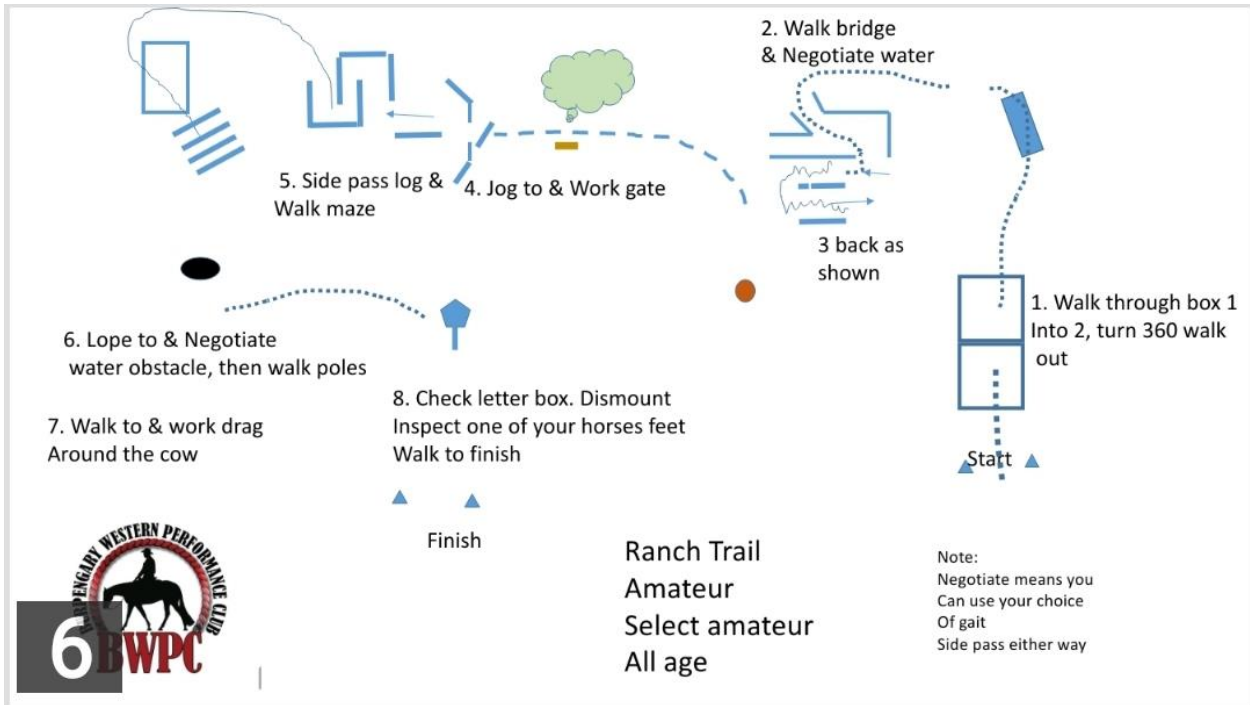 2. Walk bridge
& Negotiate water
5. Side pass log &
Walk maze
4. Jog to & Work gate
3 back as
shown
1. Walk through box 1
Into 2, turn 360 walk
out
6. Lope to & Negotiate
water obstacle, then walk poles
7. Walk to & work drag
Around the cow
8. Check letter box. Dismount
Inspect one of your horses feet
Walk to finish
Start
Finish
Ranch Trail
Amateur
Select amateur
All age
Note:
Negotiate means you
Can use your choice
Of gait
Side pass either way
WESTERN PERFORMANCE CLUB
BWPC
6